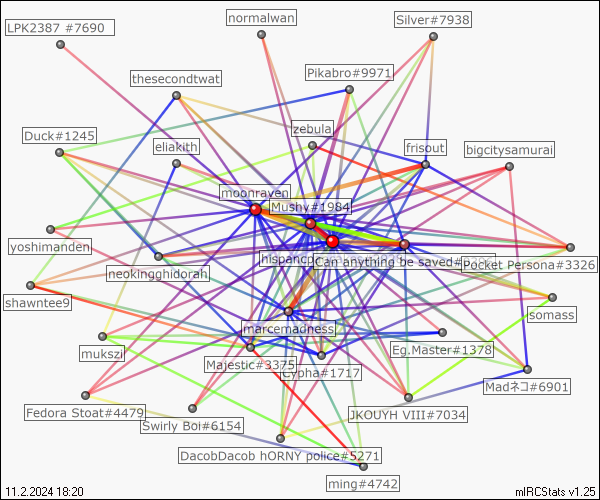 normalwan
LPK2387 #7690
Silver#7938
Pikabro#9971
thesecondtwat
zebula
Duck#1245
eliakith
frisout
bigcitysamurai
moonraven
Mushy#1984
yoshimanden
hispancp
Can anything be saved#
Pocket Persona#3326
neokingghidorah
shawntee9
somass
marcemadness
mukszi
Eg.Master#1378
Majestic#3375
Cypha#1717
Madネコ#6901
Fedora Stoat#4479
JKOUYH VIII#7034
Swirly Boi#6154
DacobDacob hORNY police#5271
ming#4742
11.2.2024 18:20
mIRCStats v1.25